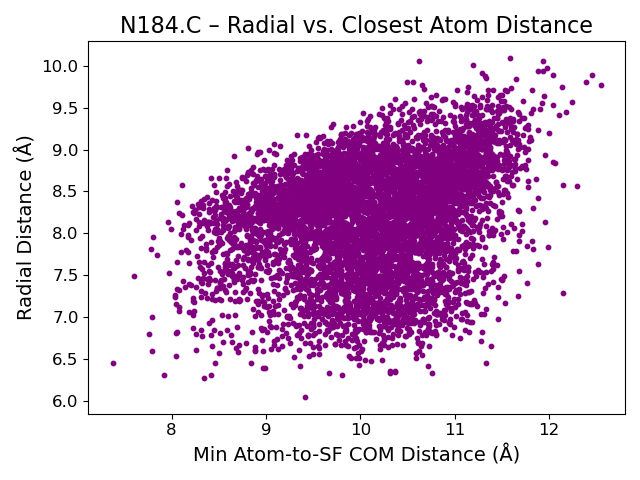 N184.C – Radial vs. Closest Atom Distance
10.0
9.5
9.0
8.5
8.0
7.5
7.0
6.5
6.0
Radial Distance (Å)
8 9 10 11 12
Min Atom-to-SF COM Distance (Å)